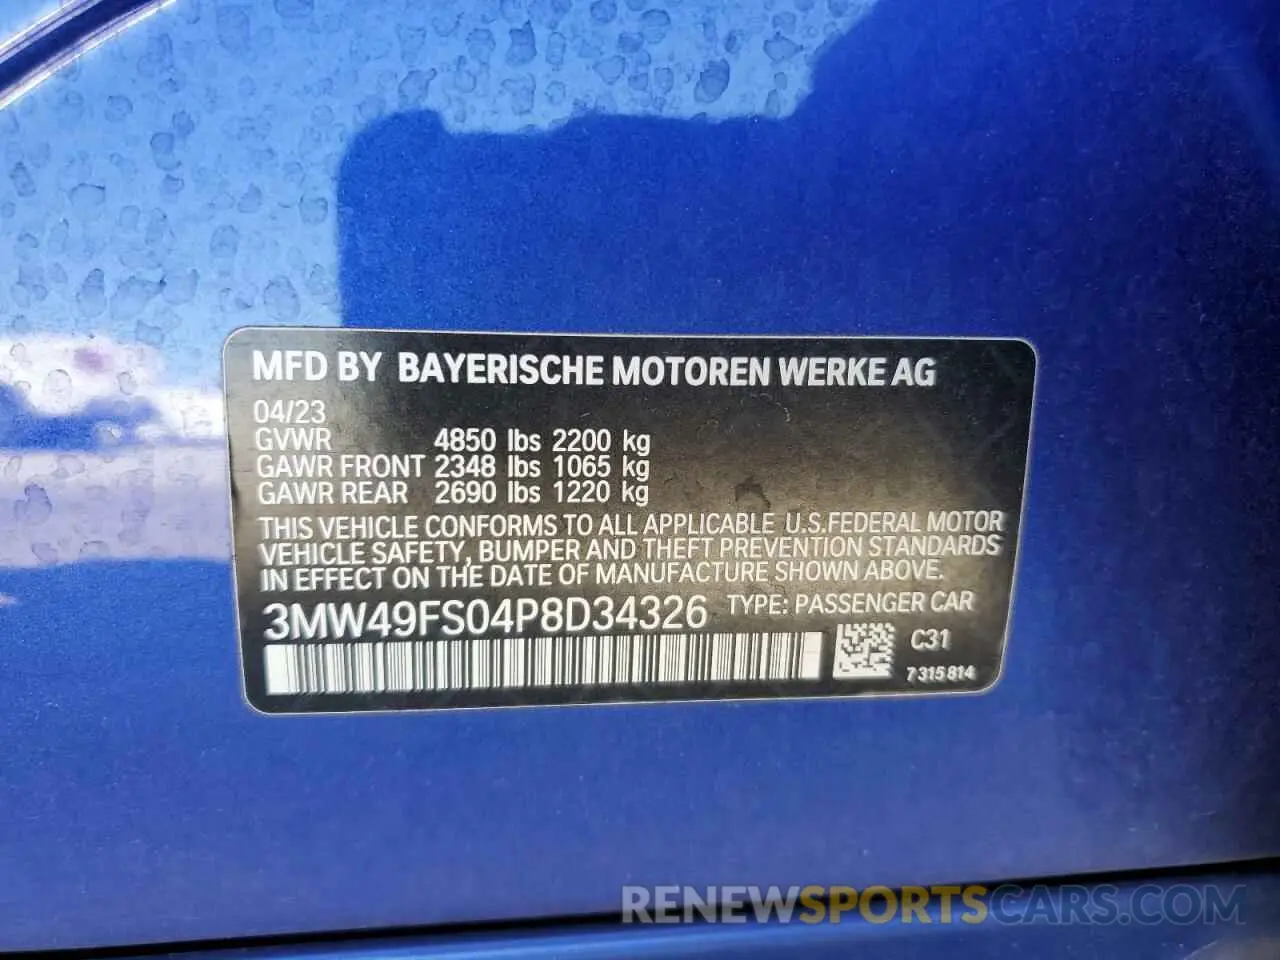 MFD BY BAYERISCHE MOTOREN WERKE AG
04/23
GVWR 4850 lbs 2200 kg
GAWR FRONT 2348 lbs 1065 kg
GAWR REAR 2690 lbs 1220 kg
THIS VEHICLE CONFORMS TO ALL APPLICABLE U.S.FEDERAL MOTOR
VEHICLE SAFETY, BUMPER AND THEFT PREVENTION STANDARDS
IN EFFECT ON THE DATE OF MANUFACTURE SHOWN ABOVE.
3MW49FS04P8D34326 TYPE: PASSENGER CAR
C31
7 315 814
RENEWSPORTSCARS.COM